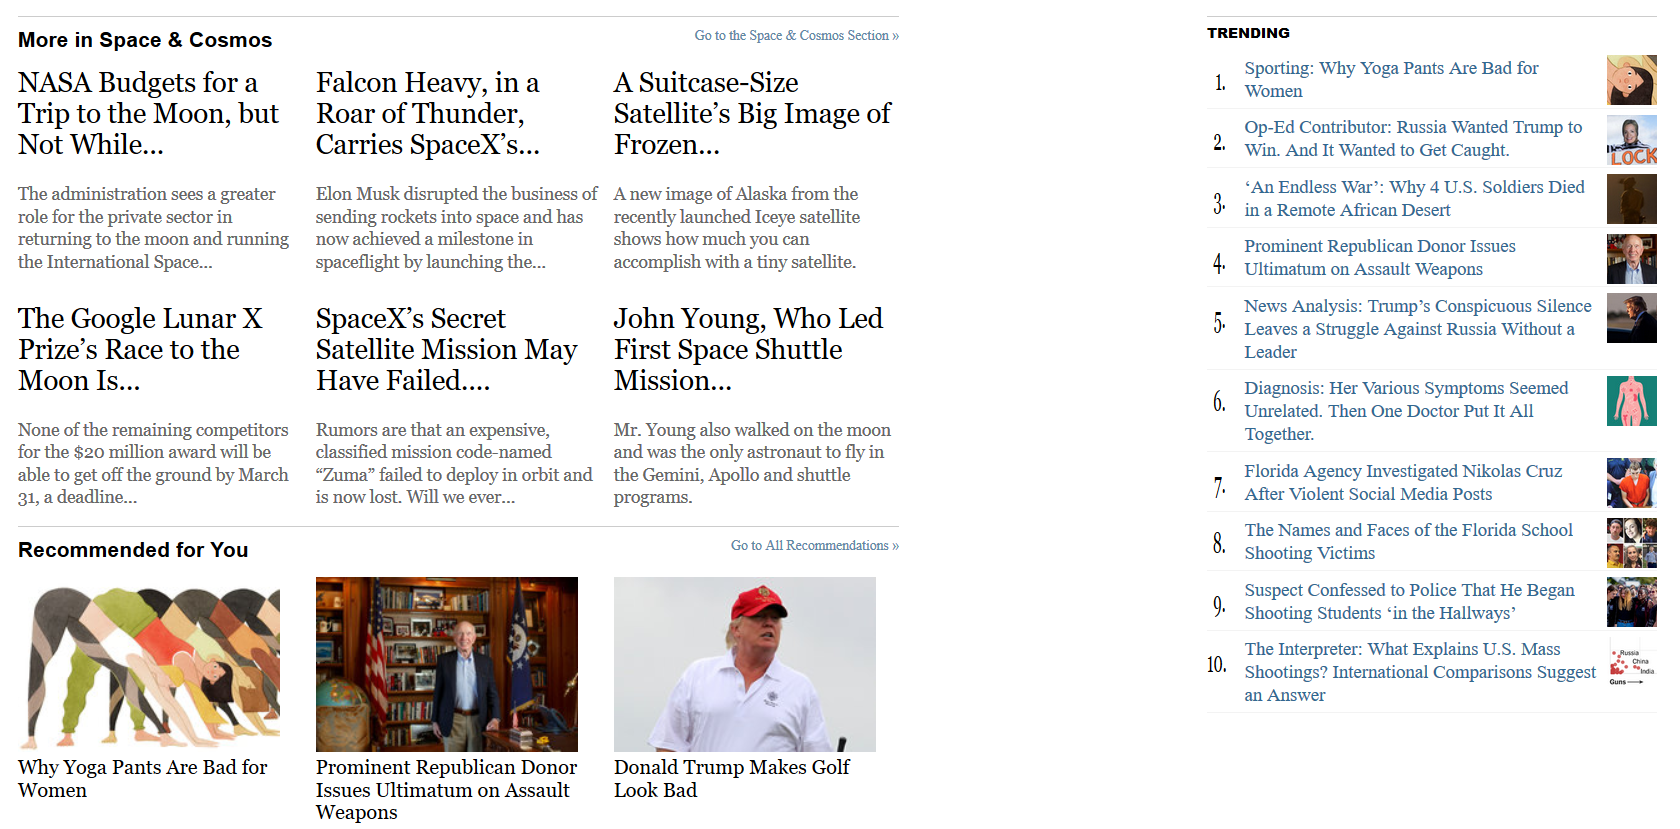 More in Space & Cosmos
Go to the Space & Cosmos Section »
NASA Budgets for a
Trip to the Moon, but
Not While...
The administration sees a greater
role for the private sector in
returning to the moon and running
the International Space...
Falcon Heavy, in a
Roar of Thunder,
Carries SpaceX’s...
Elon Musk disrupted the business of
sending rockets into space and has
now achieved a milestone in
spaceflight by launching the...
A Suitcase-Size
Satellite’s Big Image of
Frozen...
A new image of Alaska from the
recently launched Iceye satellite
shows how much you can
accomplish with a tiny satellite.
The Google Lunar X
Prize’s Race to the
Moon Is...
None of the remaining competitors
for the $20 million award will be
able to get off the ground by March
31, a deadline...
SpaceX’s Secret
Satellite Mission May
Have Failed....
Rumors are that an expensive,
classified mission code-named
“Zuma” failed to deploy in orbit and
is now lost. Will we ever...
John Young, Who Led
First Space Shuttle
Mission...
Mr. Young also walked on the moon
and was the only astronaut to fly in
the Gemini, Apollo and shuttle
programs.
Recommended for You
Go to All Recommendations »
Why Yoga Pants Are Bad for
Women
Prominent Republican Donor
Issues Ultimatum on Assault
Weapons
Donald Trump Makes Golf
Look Bad
TRENDING
1. Sporting: Why Yoga Pants Are Bad for
Women
2. Op-Ed Contributor: Russia Wanted Trump to
Win. And It Wanted to Get Caught.
LOCK
3. ‘An Endless War’: Why 4 U.S. Soldiers Died
in a Remote African Desert
4. Prominent Republican Donor Issues
Ultimatum on Assault Weapons
5. News Analysis: Trump’s Conspicuous Silence
Leaves a Struggle Against Russia Without a
Leader
6. Diagnosis: Her Various Symptoms Seemed
Unrelated. Then One Doctor Put It All
Together.
7. Florida Agency Investigated Nikolas Cruz
After Violent Social Media Posts
8. The Names and Faces of the Florida School
Shooting Victims
9. Suspect Confessed to Police That He Began
Shooting Students ‘in the Hallways’
10. The Interpreter: What Explains U.S. Mass
Shootings? International Comparisons Suggest
an Answer
Russia
China
India
Guns